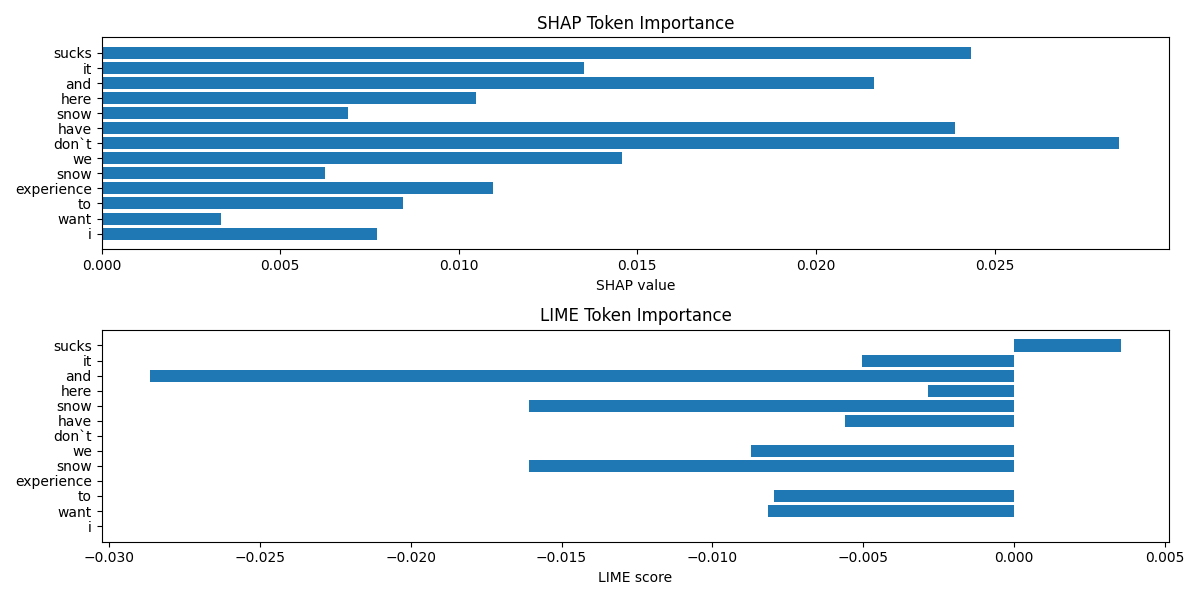 SHAP Token Importance
sucks
it
and
here
snow
have
don`t
we
snow
experience
to
want
i
0.000 0.005 0.010 0.015 0.020 0.025
SHAP value
LIME Token Importance
sucks
it
and
here
snow
have
don`t
we
snow
experience
to
want
i
−0.030 −0.025 −0.020 −0.015 −0.010 −0.005 0.000 0.005
LIME score